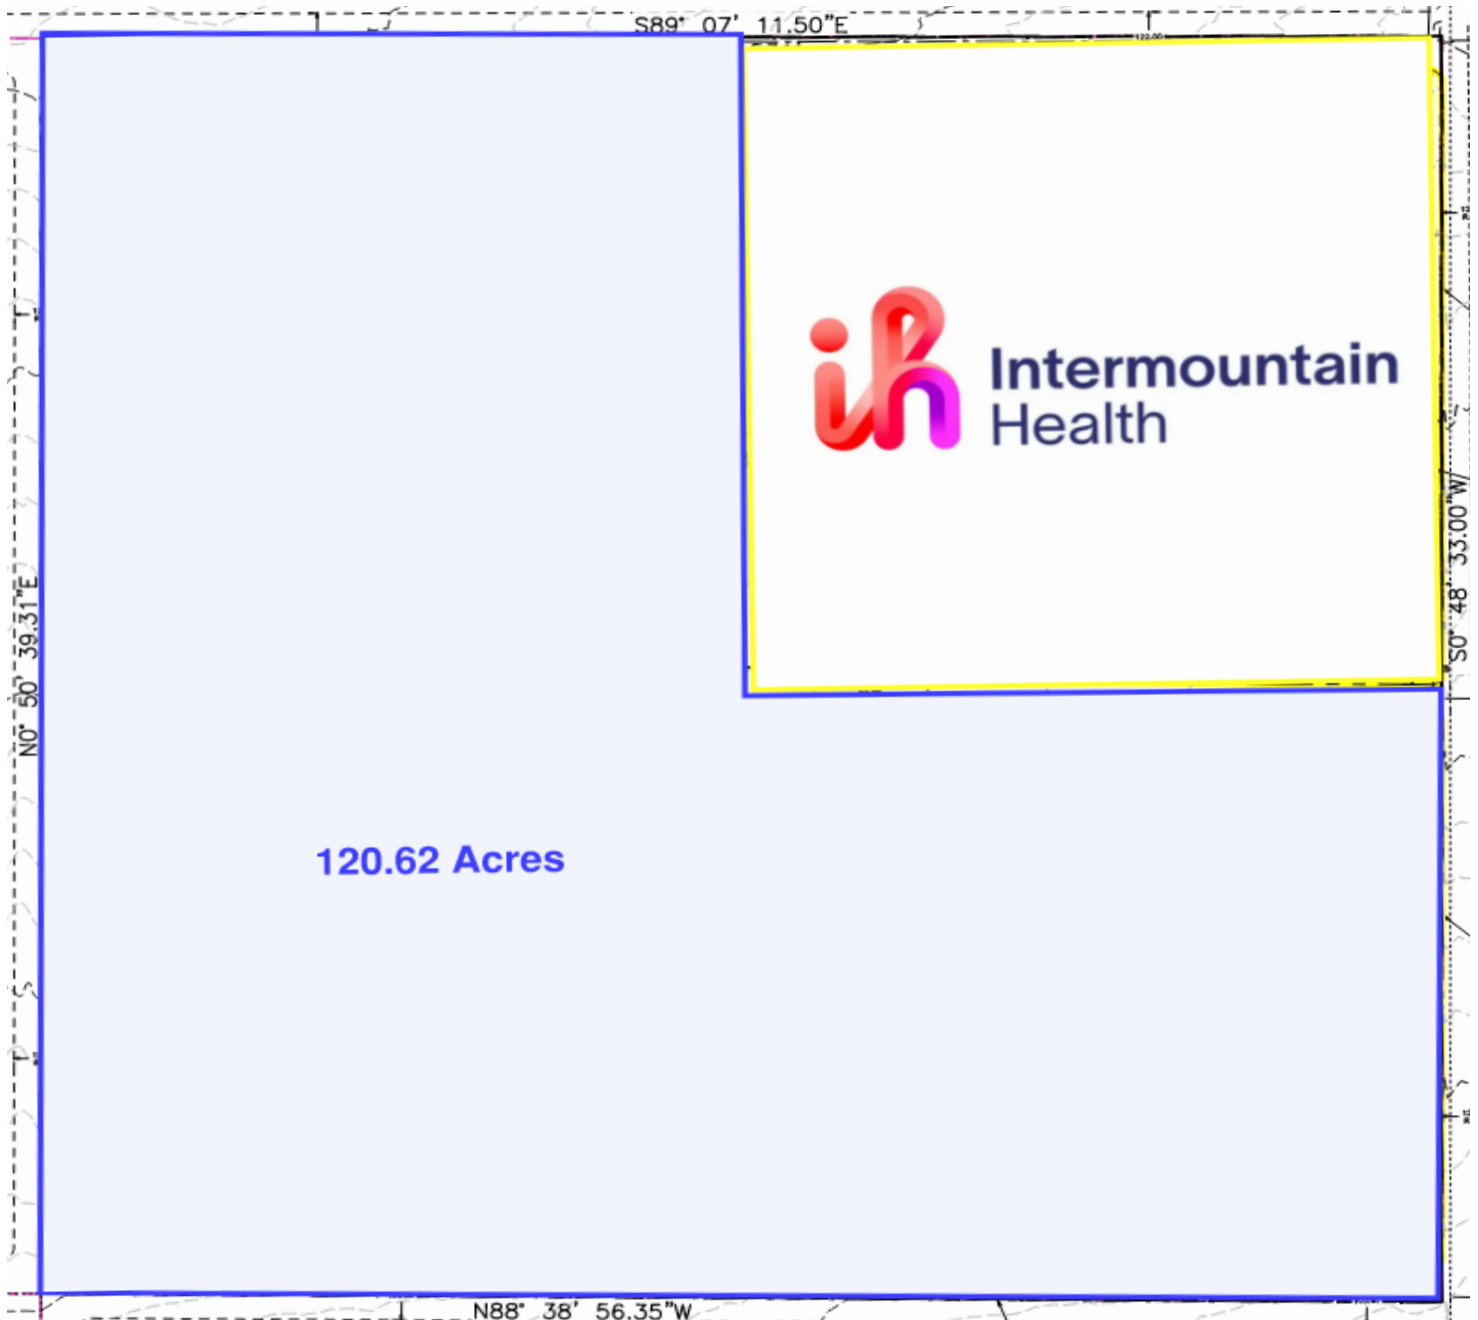 S89° 07' 11.50"E
Intermountain
Health
S0° 48' 33.00"W
N0° 50' 39.31"E
120.62 Acres
N88° 38' 56.35"W